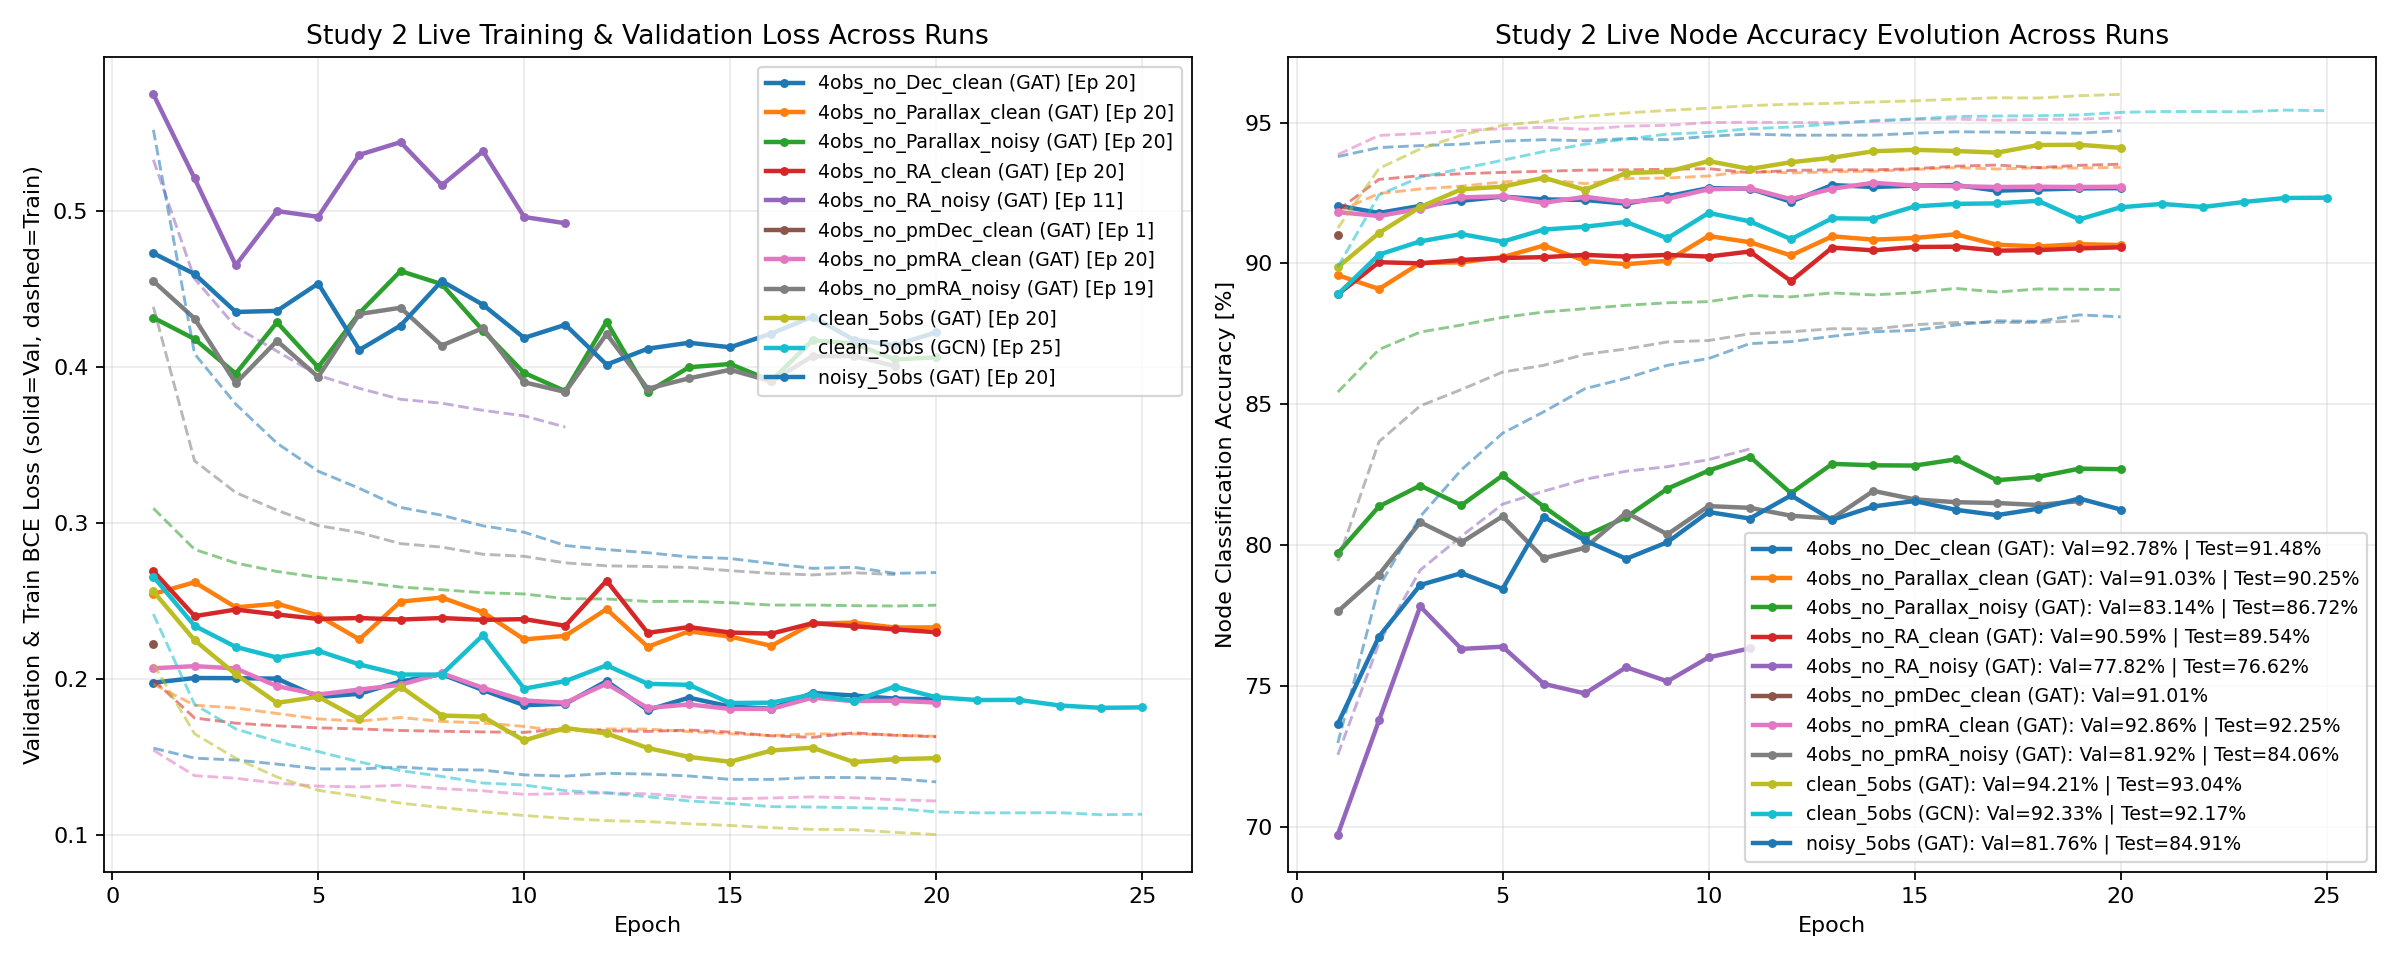 Study 2 Live Training & Validation Loss Across Runs
Validation & Train BCE Loss (solid=Val, dashed=Train)
0.5
0.4
0.3
0.2
0.1
0
5
10
15
20
25
Epoch
4obs_no_Dec_clean (GAT) [Ep 20]
4obs_no_Parallax_clean (GAT) [Ep 20]
4obs_no_Parallax_noisy (GAT) [Ep 20]
4obs_no_RA_clean (GAT) [Ep 20]
4obs_no_RA_noisy (GAT) [Ep 11]
4obs_no_pmDec_clean (GAT) [Ep 1]
4obs_no_pmRA_clean (GAT) [Ep 20]
4obs_no_pmRA_noisy (GAT) [Ep 19]
clean_5obs (GAT) [Ep 20]
clean_5obs (GCN) [Ep 25]
noisy_5obs (GAT) [Ep 20]
Study 2 Live Node Accuracy Evolution Across Runs
Node Classification Accuracy [%]
95
90
85
80
75
70
0
5
10
15
20
25
Epoch
4obs_no_Dec_clean (GAT): Val=92.78% | Test=91.48%
4obs_no_Parallax_clean (GAT): Val=91.03% | Test=90.25%
4obs_no_Parallax_noisy (GAT): Val=83.14% | Test=86.72%
4obs_no_RA_clean (GAT): Val=90.59% | Test=89.54%
4obs_no_RA_noisy (GAT): Val=77.82% | Test=76.62%
4obs_no_pmDec_clean (GAT): Val=91.01%
4obs_no_pmRA_clean (GAT): Val=92.86% | Test=92.25%
4obs_no_pmRA_noisy (GAT): Val=81.92% | Test=84.06%
clean_5obs (GAT): Val=94.21% | Test=93.04%
clean_5obs (GCN): Val=92.33% | Test=92.17%
noisy_5obs (GAT): Val=81.76% | Test=84.91%